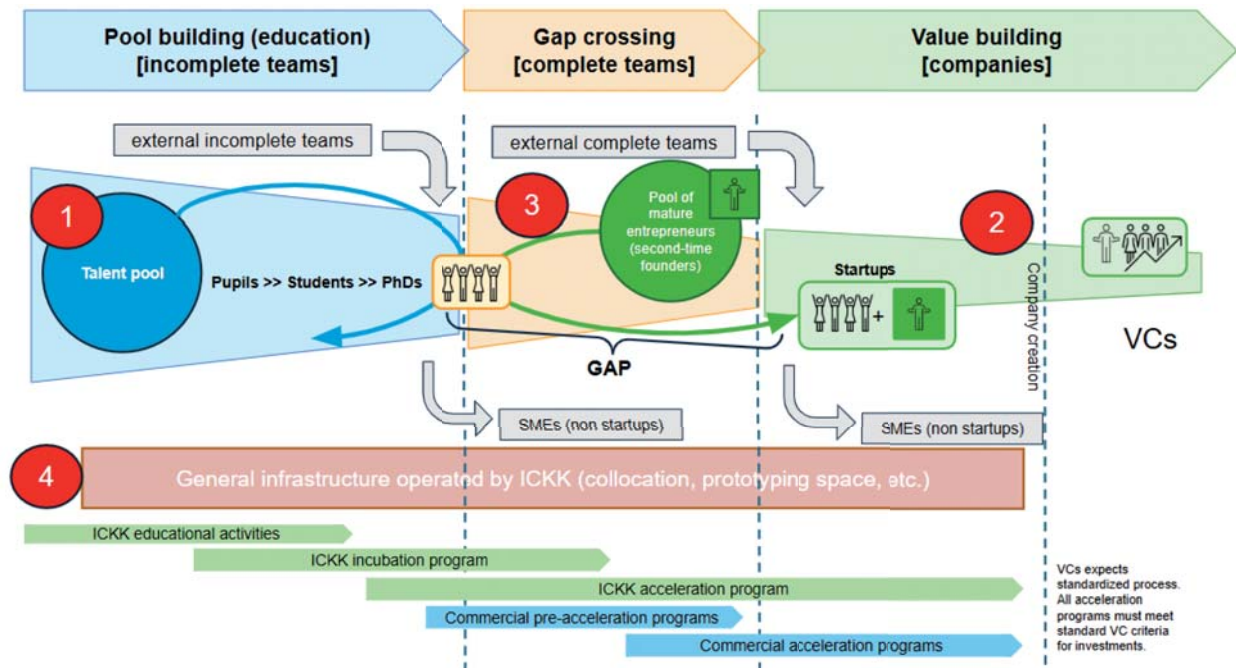 Pool building (education)
[incomplete teams]
Gap crossing
[complete teams]
Value building
[companies]
external incomplete teams
external complete teams
1
Talent pool
Pupils >> Students >> PhDs
3
Pool of
mature
entrepreneurs
(second-time
founders)
2
Startups
+
Company creation
VCs
GAP
SMEs (non startups)
SMEs (non startups)
4
General infrastructure operated by ICKK (collocation, prototyping space, etc.)
ICKK educational activities
ICKK incubation program
ICKK acceleration program
Commercial pre-acceleration programs
Commercial acceleration programs
VCs expects
standardized process.
All acceleration
programs must meet
standard VC criteria
for investments.